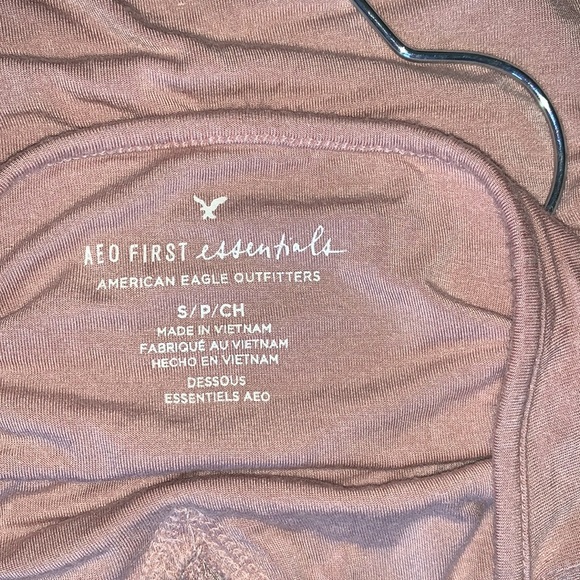 AEO FIRST essentials
AMERICAN EAGLE OUTFITTERS
S/P/CH
MADE IN VIETNAM
FABRIQUÉ AU VIETNAM
HECHO EN VIETNAM
DESSOUS
ESSENTIELS AEO